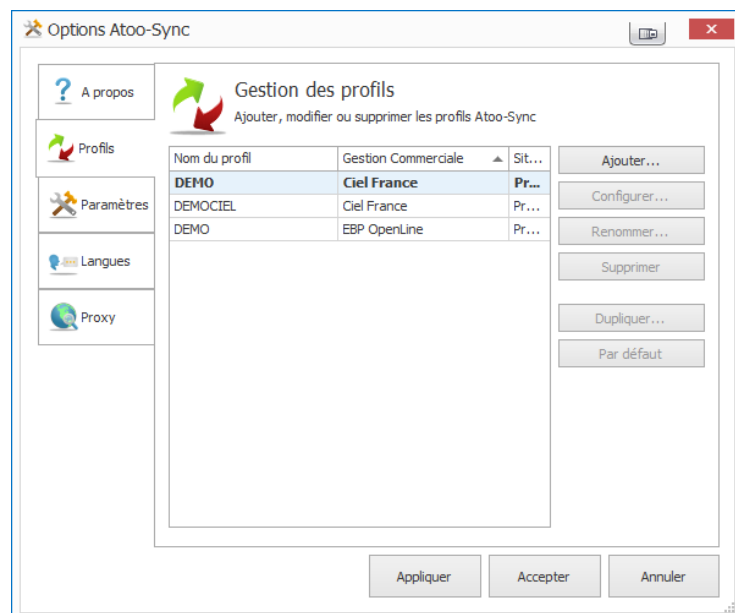 Options Atoo-Sync
A propos
Profils
Paramètres
Langues
Proxy
Gestion des profils
Ajouter, modifier ou supprimer les profils Atoo-Sync
Nom du profil Gestion Commerciale Sit...
DEMO Ciel France Pr...
DEMOCIEL Ciel France Pr...
DEMO EBP OpenLine Pr...
Ajouter...
Configurer...
Renommer...
Supprimer
Dupliquer...
Par défaut
Appliquer Accepter Annuler